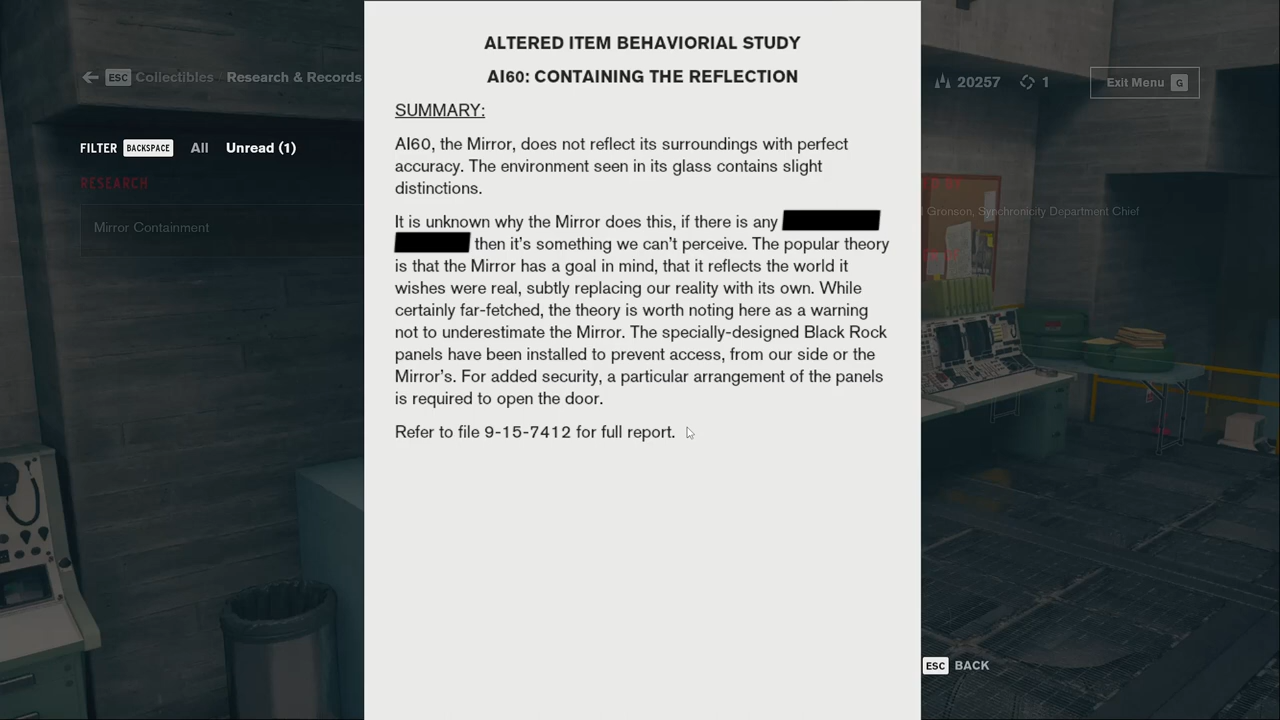 ALTERED ITEM BEHAVIORIAL STUDY
AI60: CONTAINING THE REFLECTION
ESC Collectibles Research & Records
20257 1 Exit Menu G
SUMMARY:
AI60, the Mirror, does not reflect its surroundings with perfect
accuracy. The environment seen in its glass contains slight
distinctions.
FILTER BACKSPACE All Unread (1)
RESEARCH
Mirror Containment
Gronson, Synchronicity Department Chief
It is unknown why the Mirror does this, if there is any
then it's something we can't perceive. The popular theory
is that the Mirror has a goal in mind, that it reflects the world it
wishes were real, subtly replacing our reality with its own. While
certainly far-fetched, the theory is worth noting here as a warning
not to underestimate the Mirror. The specially-designed Black Rock
panels have been installed to prevent access, from our side or the
Mirror's. For added security, a particular arrangement of the panels
is required to open the door.
Refer to file 9-15-7412 for full report.
ESC BACK